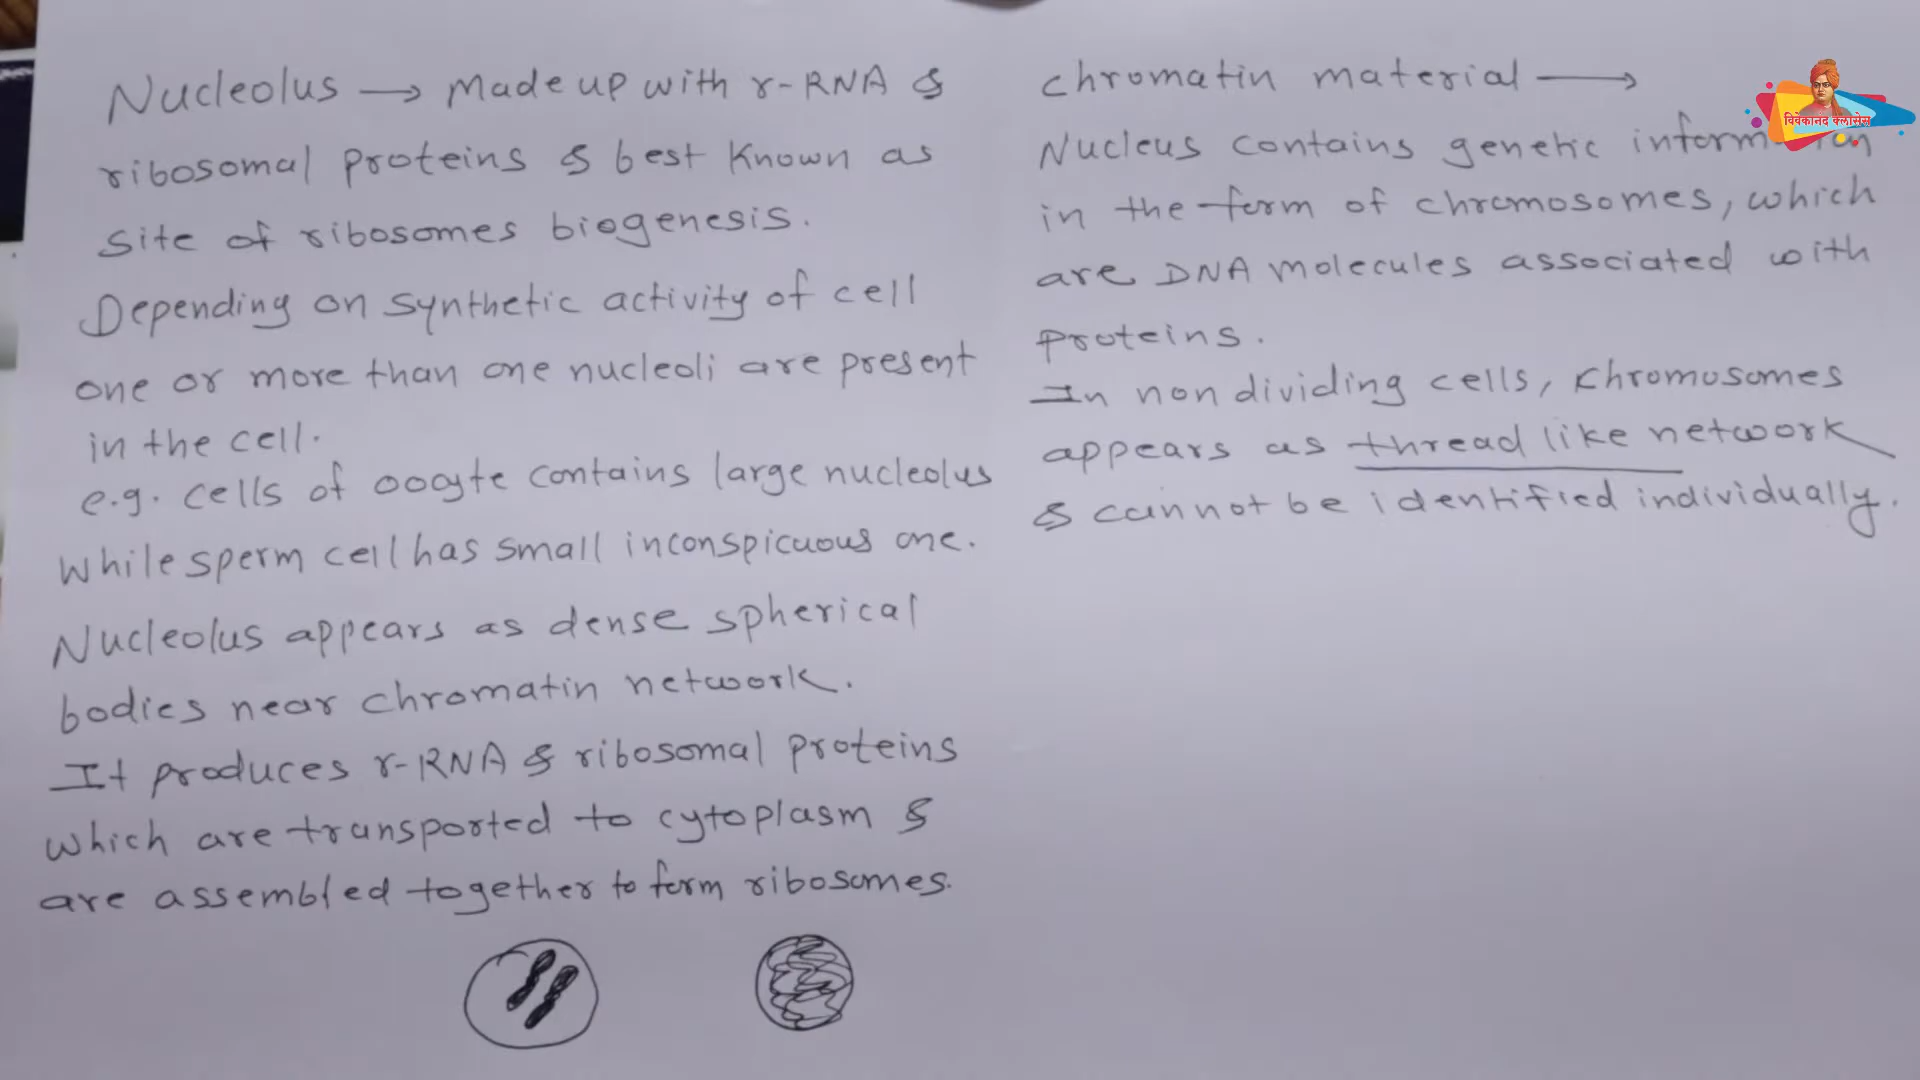 Nucleolus → Made up with r-RNA &
ribosomal proteins & best known as
site of ribosomes biogenesis.
Depending on synthetic activity of cell
one or more than one nucleoli are present
in the cell.
e.g. cells of oocyte contains large nucleolus
While sperm cell has small inconspicuous one.
Nucleolus appears as dense spherical
bodies near chromatin network.
It produces r-RNA & ribosomal proteins
which are transported to cytoplasm &
are assembled together to form ribosomes.
chromatin material →
Nucleus contains genetic information
in the form of chromosomes, which
are DNA molecules associated with
proteins.
In non dividing cells, chromosomes
appears as thread like network
& cannot be identified individually.
विवेकानंद क्लासेस